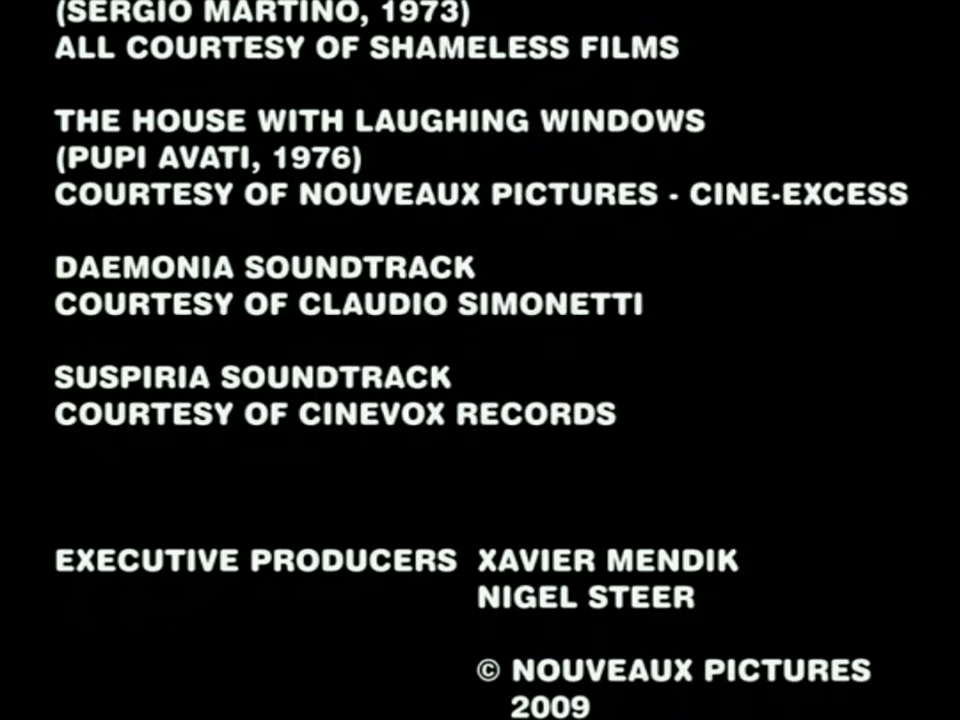 (SERGIO MARTINO, 1973)
ALL COURTESY OF SHAMELESS FILMS
THE HOUSE WITH LAUGHING WINDOWS
(PUPI AVATI, 1976)
COURTESY OF NOUVEAUX PICTURES - CINE-EXCESS
DAEMONIA SOUNDTRACK
COURTESY OF CLAUDIO SIMONETTI
SUSPIRIA SOUNDTRACK
COURTESY OF CINEVOX RECORDS
EXECUTIVE PRODUCERS XAVIER MENDIK
NIGEL STEER
© NOUVEAUX PICTURES
2009